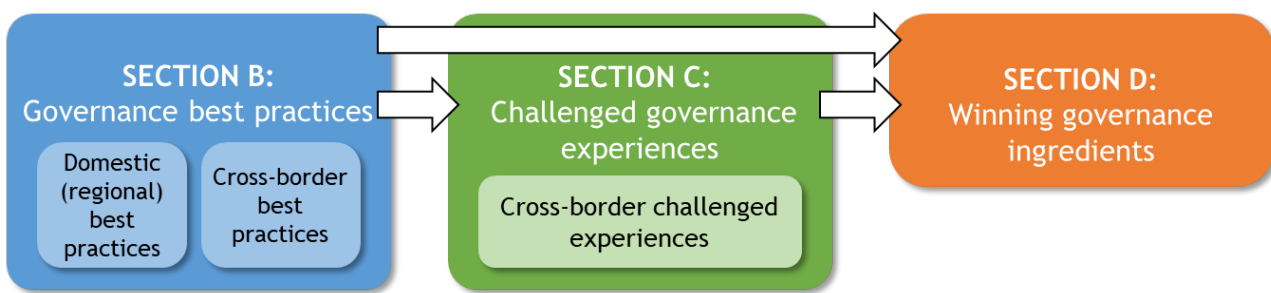 SECTION B:
Governance best practices
Domestic
(regional)
best
practices
Cross-border
best
practices
SECTION C:
Challenged governance
experiences
Cross-border challenged
experiences
SECTION D:
Winning governance
ingredients